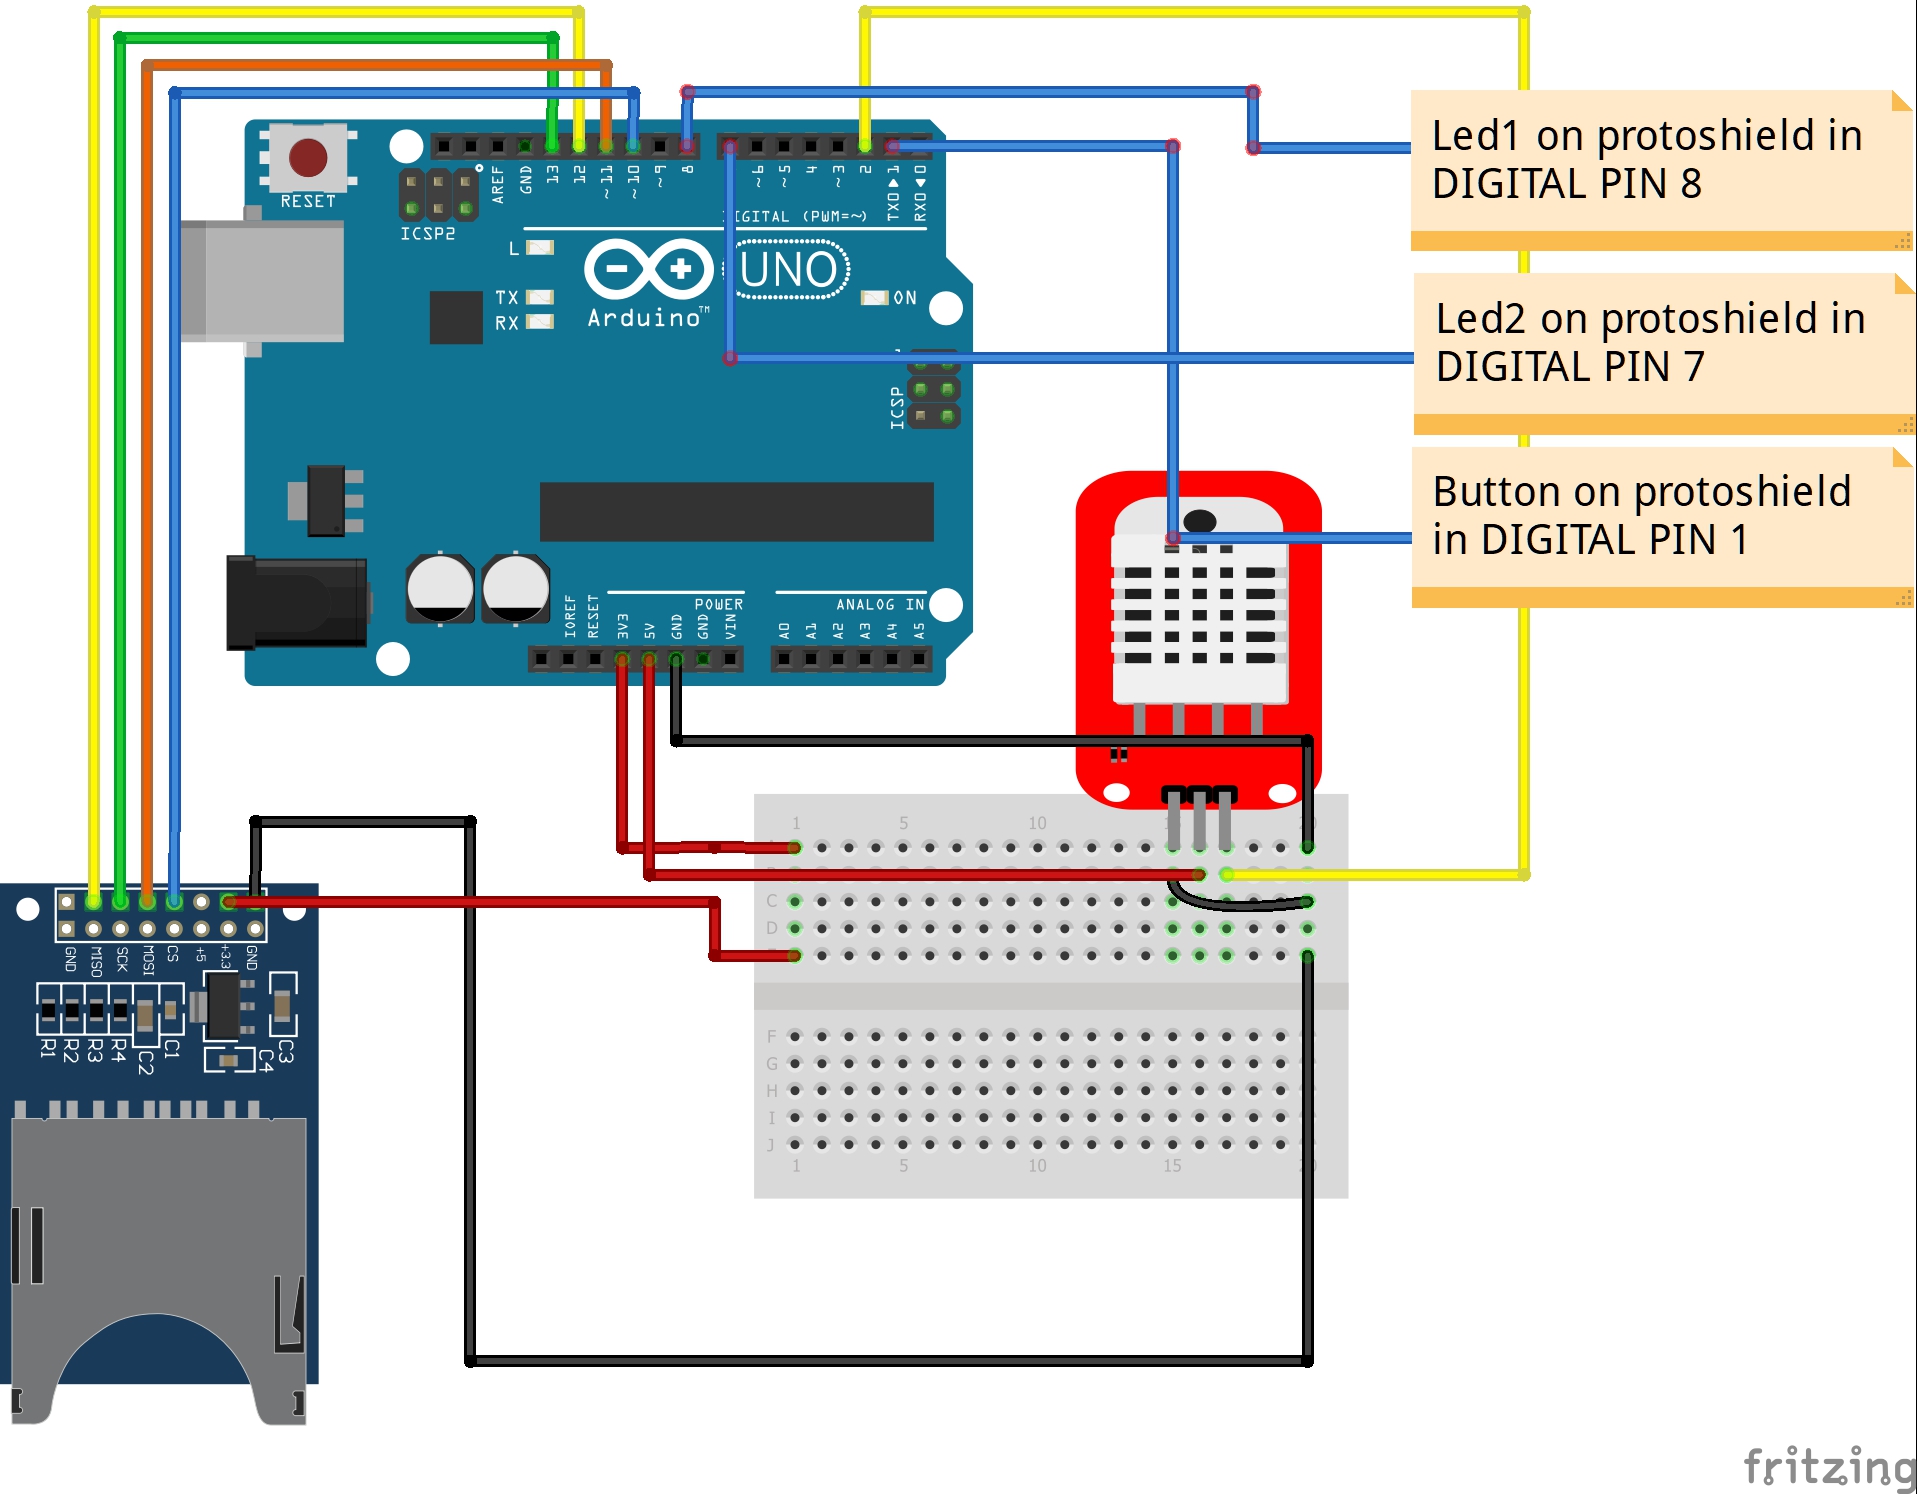 Led1 on protoshield in
DIGITAL PIN 8
Led2 on protoshield in
DIGITAL PIN 7
Button on protoshield
in DIGITAL PIN 1
RESET
ICSP2
AREF
GND
13
12
~11
~10
~9
8
~6
~5
4
~3
2
TX0▶1
RX0◀0
IGITAL (PWM=~)
L
TX
RX
UNO
ON
Arduino™
ICSP
IOREF
RESET
3V3
5V
GND
GND
VIN
POWER
ANALOG IN
A0
A1
A2
A3
A4
A5
GND
MISO
SCK
MOSI
CS
+5
+3.3
GND
R1
R2
R3
R4
C2
C1
C4
C3
1
5
10
C
D
F
G
H
I
J
1
5
10
15
fritzing